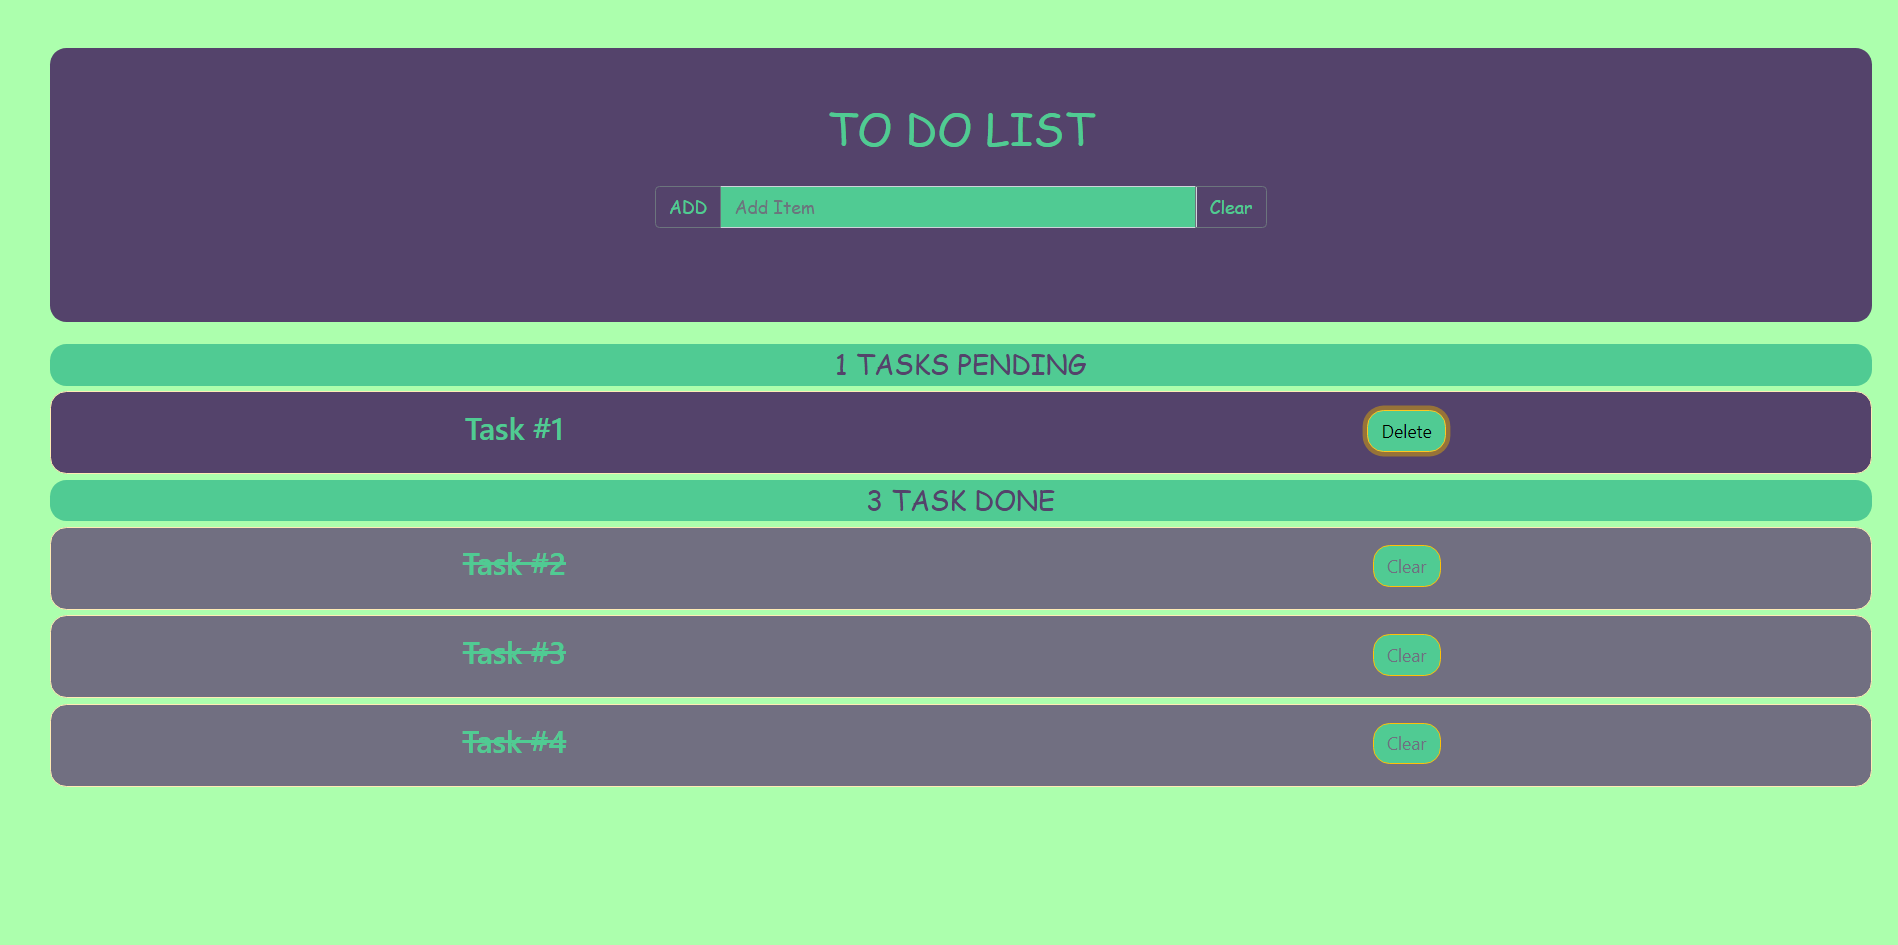 TO DO LIST
ADD Add Item Clear
1 TASKS PENDING
Task #1 Delete
3 TASK DONE
Task #2 Clear
Task #3 Clear
Task #4 Clear